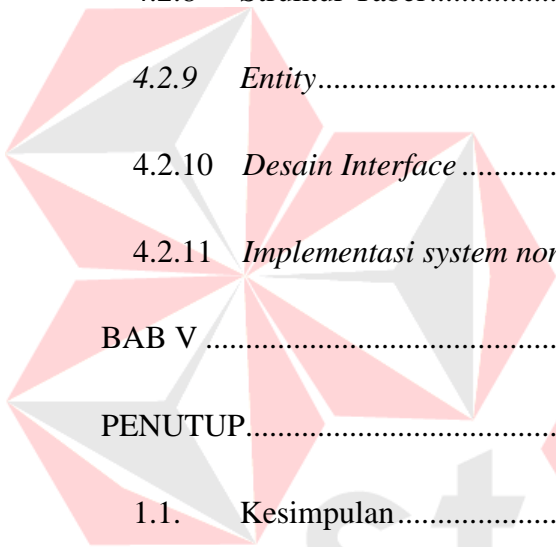 4.2.9 Entity..............................
4.2.10 Desain Interface ............
4.2.11 Implementasi system
BAB V ................................................
PENUTUP...........................................
1.1. Kesimpulan.....................
st